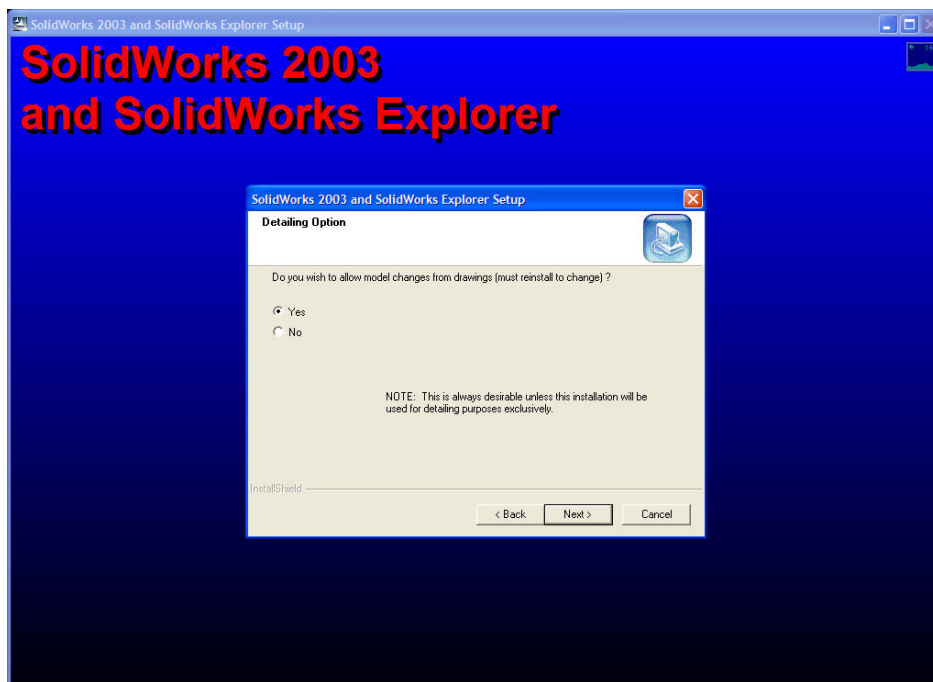 SolidWorks 2003 and SolidWorks Explorer Setup
SolidWorks 2003
and SolidWorks Explorer
SolidWorks 2003 and SolidWorks Explorer Setup
Detailing Option
Do you wish to allow model changes from drawings (must reinstall to change) ?
Yes
No
NOTE: This is always desirable unless this installation will be
used for detailing purposes exclusively.
InstallShield
< Back Next > Cancel